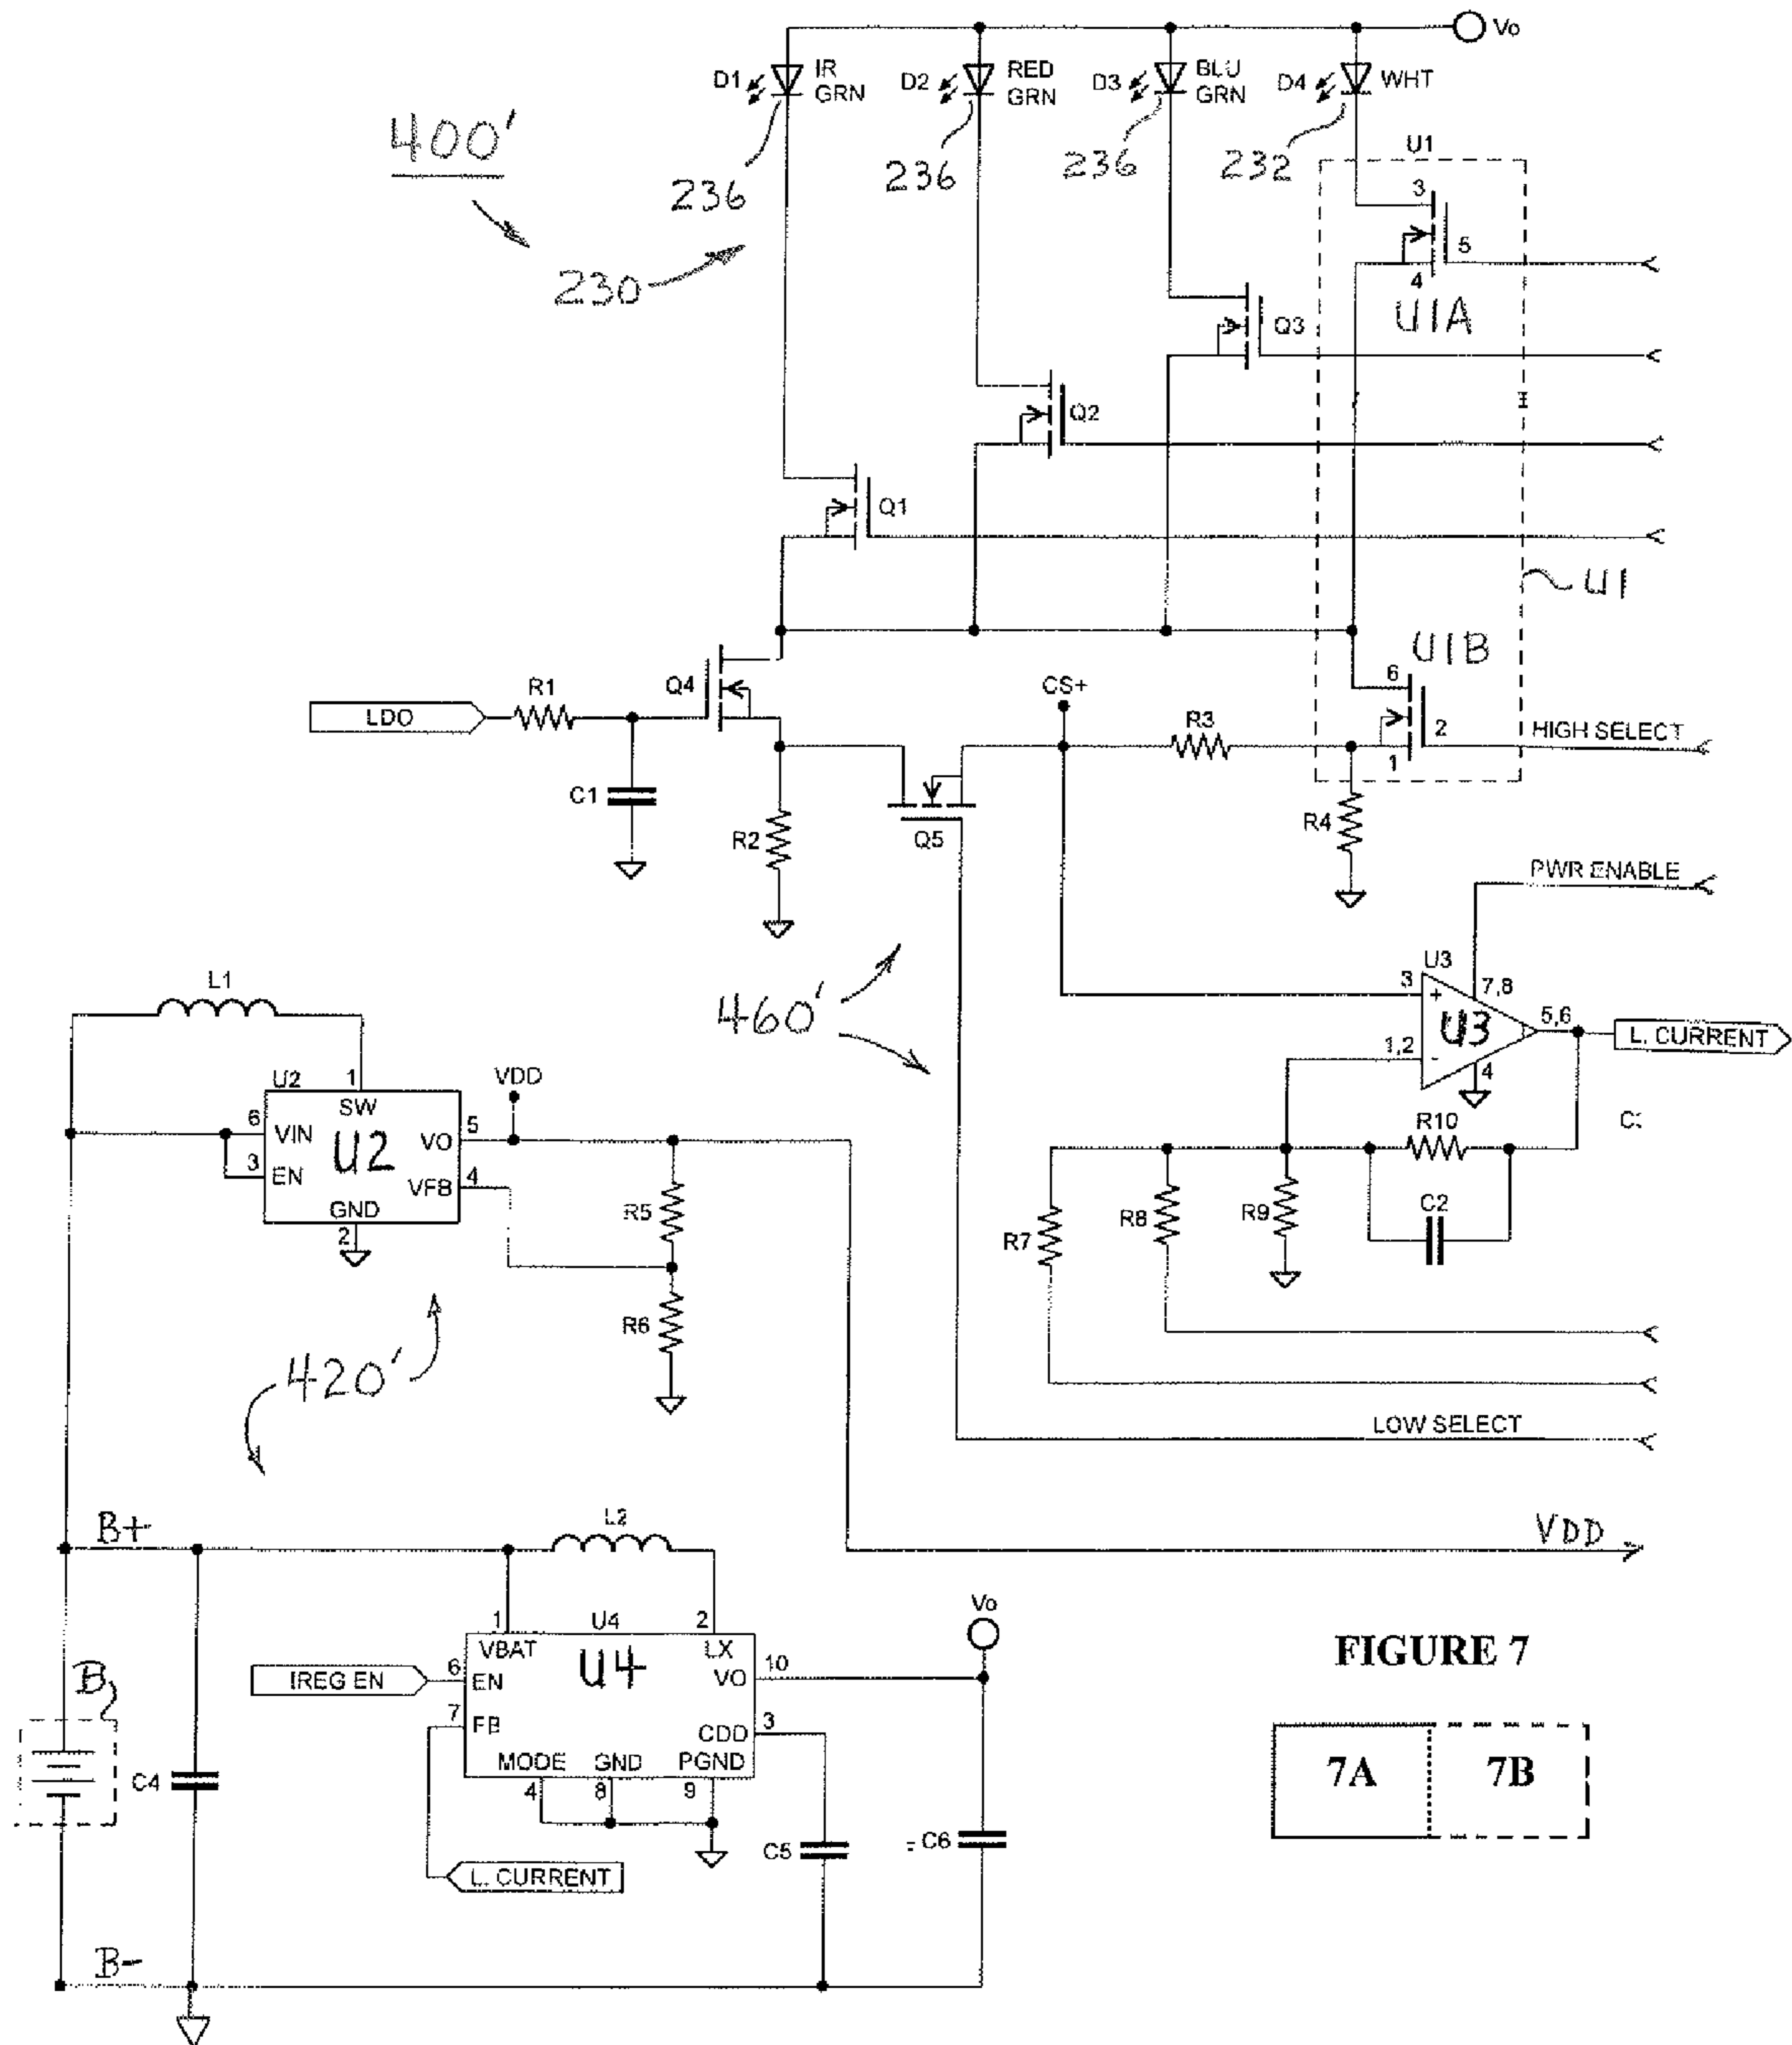 Vo
D1
IR
GRN
D2
RED
GRN
D3
BLU
GRN
D4
WHT
400'
236
236
236
232
U1
3
5
4
230
U1A
Q3
Q2
Q1
U1
U1B
6
2
1
HIGH SELECT
LDO
R1
Q4
C1
R2
CS+
R3
Q5
R4
PWR ENABLE
L1
460'
U3
3
+
7,8
U3
5,6
L. CURRENT
1,2
-
4
U2
1
SW
VDD
6
VIN
U2
VO
5
3
EN
VFB
4
GND
2
R5
R6
R10
C2
R7
R8
R9
420'
LOW SELECT
B+
L2
VDD
Vo
1
U4
2
VBAT
U4
LX
IREG EN
6
EN
VO
10
7
FB
CDD
3
MODE
GND
PGND
4
8
9
B
C4
C5
C6
L. CURRENT
B-
FIGURE 7
7A
7B